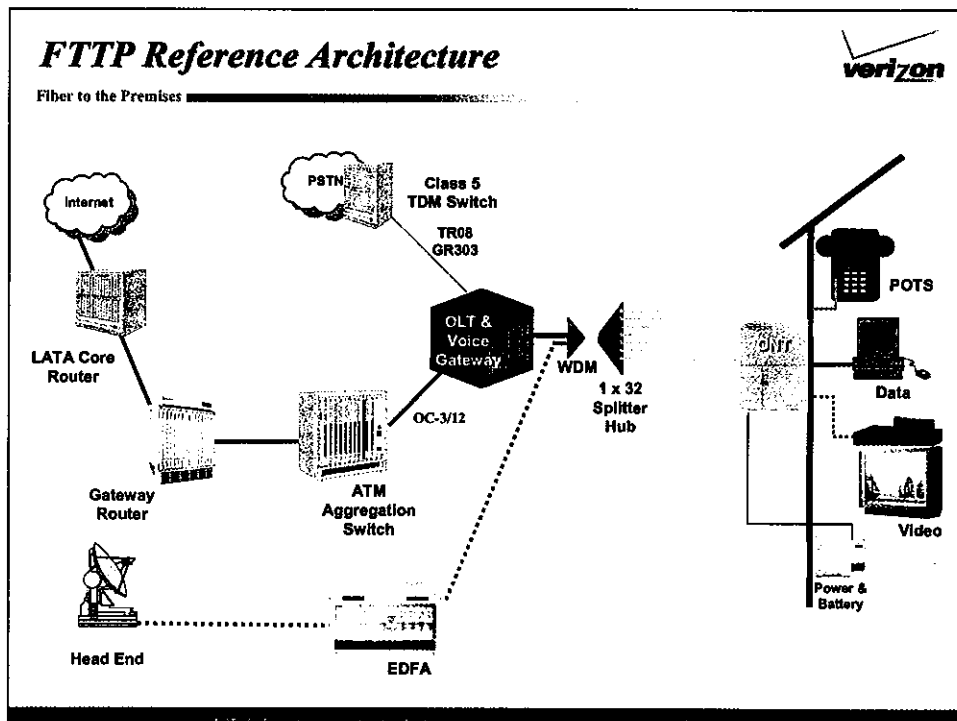 FTTP Reference Architecture
verizon
Fiber to the Premises
Internet
PSTN
Class 5
TDM Switch
TR08
GR303
LATA Core
Router
OLT &
Voice
Gateway
WDM
1 x 32
Splitter
Hub
OC-3/12
Gateway
Router
ATM
Aggregation
Switch
Head End
EDFA
ONT
POTS
Data
Video
Power &
Battery